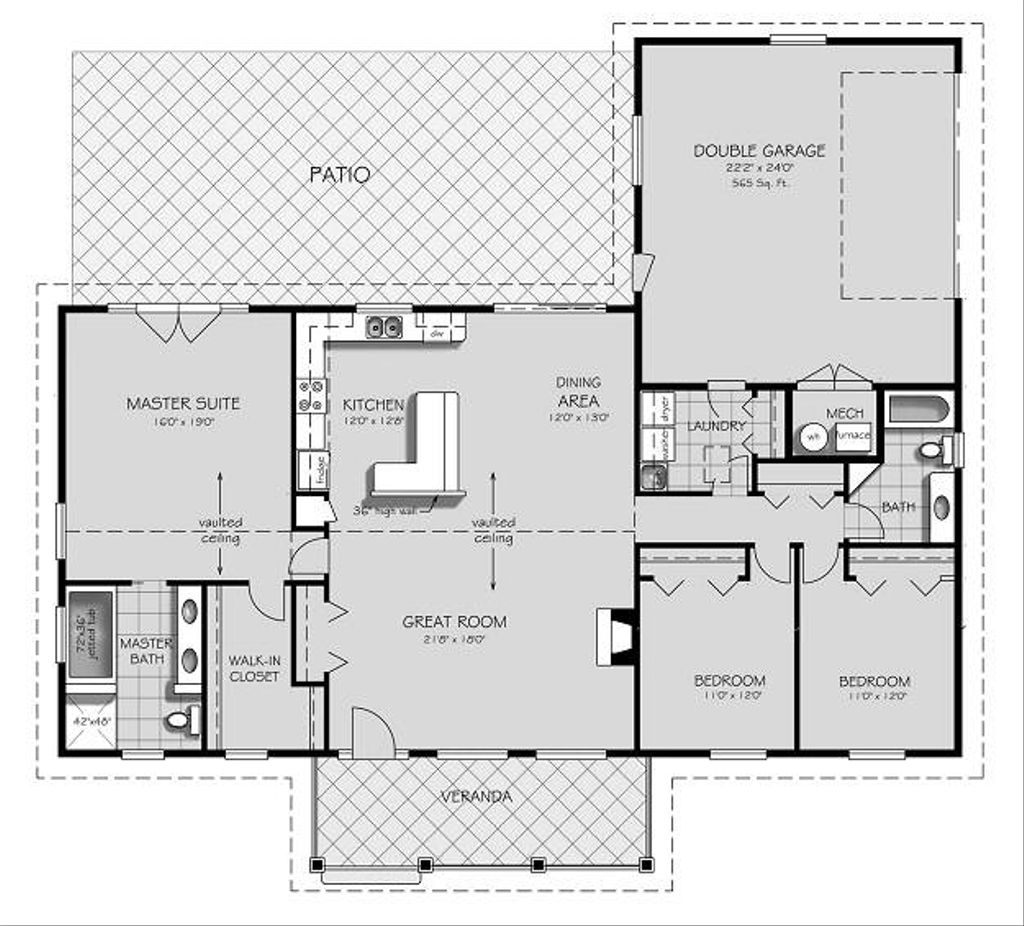 PATIO
DOUBLE GARAGE
22'2" x 24'0"
565 Sq. Ft.
MASTER SUITE
16'0" x 19'0"
KITCHEN
12'0" x 12'8"
DINING
AREA
12'0" x 13'0"
d/w
fridge
36" high wall
dryer
washer
LAUNDRY
MECH
wh
furnace
BATH
vaulted
ceiling
vaulted
ceiling
72"x36"
jetted tub
MASTER
BATH
42"x48"
WALK-IN
CLOSET
GREAT ROOM
21'8" x 18'0"
BEDROOM
11'0" x 12'0"
BEDROOM
11'0" x 12'0"
VERANDA